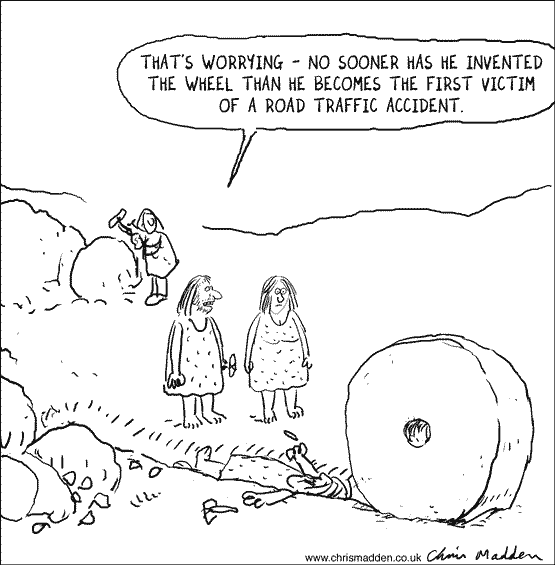 THAT'S WORRYING - NO SOONER HAS HE INVENTED
THE WHEEL THAN HE BECOMES THE FIRST VICTIM
OF A ROAD TRAFFIC ACCIDENT.
www.chrismadden.co.uk Chris Madden